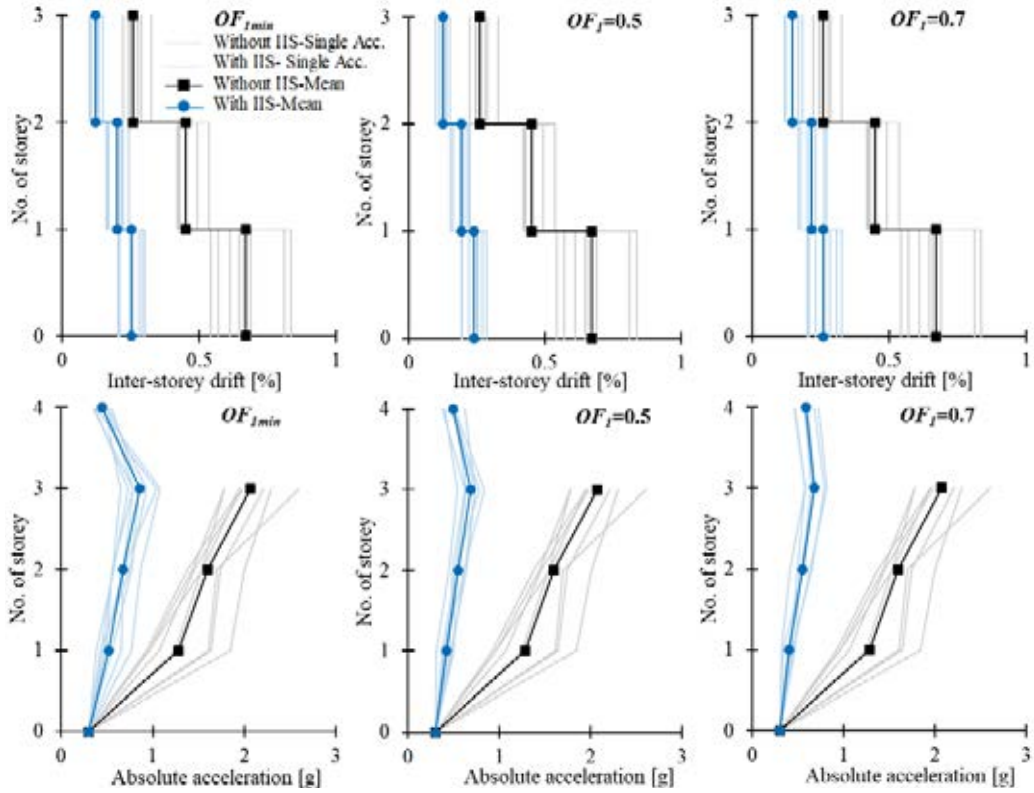 OF1min
Without IIS-Single Acc.
With IIS- Single Acc.
Without IIS-Mean
With IIS-Mean
No. of storey
3
2
1
0
0
0.5
1
Inter-storey drift [%]
OF1=0.5
No. of storey
3
2
1
0
0
0.5
1
Inter-storey drift [%]
OF1=0.7
No. of storey
3
2
1
0
0
0.5
1
Inter-storey drift [%]
OF1min
No. of storey
4
3
2
1
0
0
1
2
3
Absolute acceleration [g]
OF1=0.5
No. of storey
4
3
2
1
0
0
1
2
3
Absolute acceleration [g]
OF1=0.7
No. of storey
4
3
2
1
0
0
1
2
3
Absolute acceleration [g]